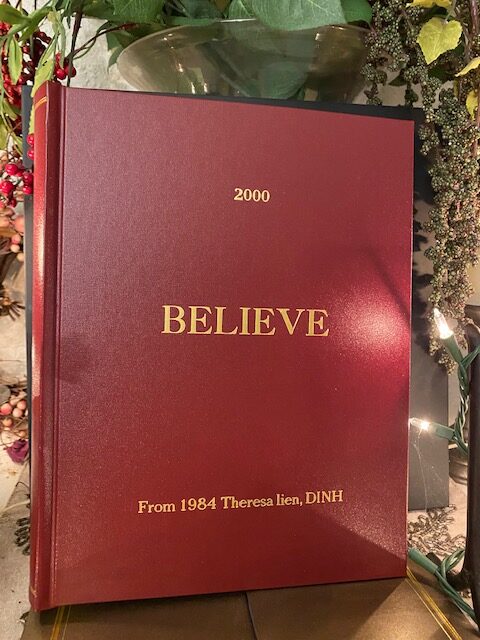 2000
BELIEVE
From 1984 Theresa lien, DINH